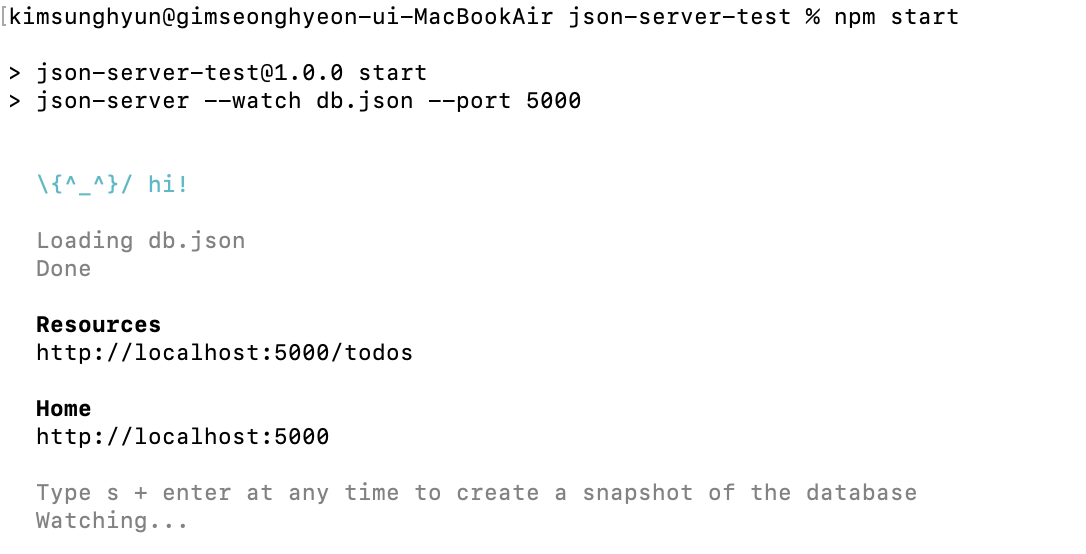 [kimsunghyun@gimseonghyeon-ui-MacBookAir json-server-test % npm start
> json-server-test@1.0.0 start
> json-server --watch db.json --port 5000
\{^_^}/ hi!
Loading db.json
Done
Resources
http://localhost:5000/todos
Home
http://localhost:5000
Type s + enter at any time to create a snapshot of the database
Watching...